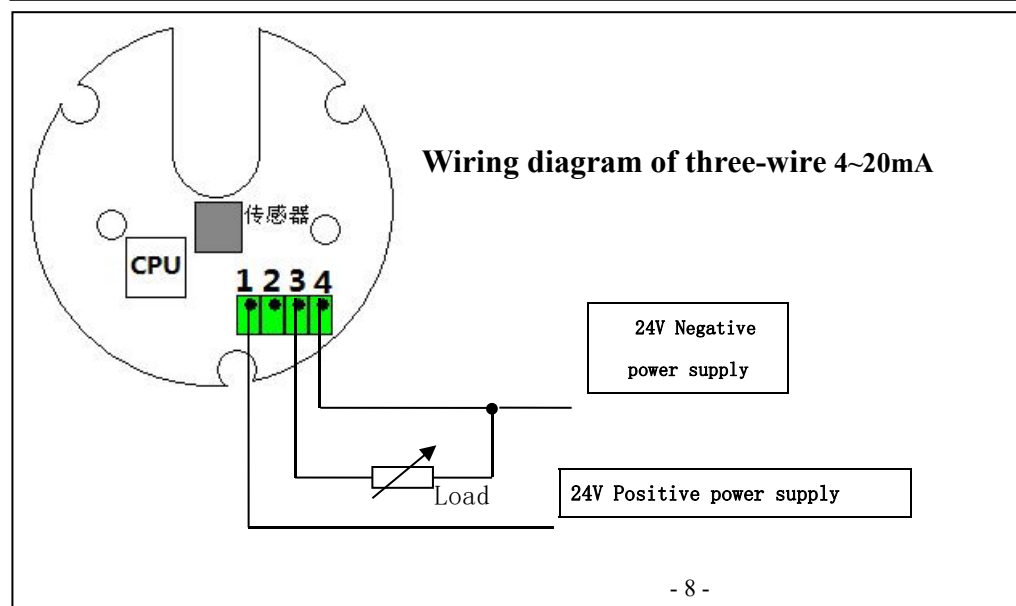 Wiring diagram of three-wire 4~20mA
传感器
CPU
1 2 3 4
24V Negative
power supply
Load
24V Positive power supply
- 8 -